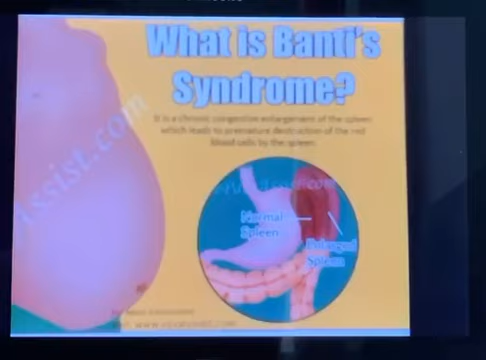 What is Banti's
Syndrome?
It is a chronic congestive enlargement of the spleen
which leads to premature destruction of the red
blood cells by the spleen
Normal
Spleen
Enlarged
Spleen